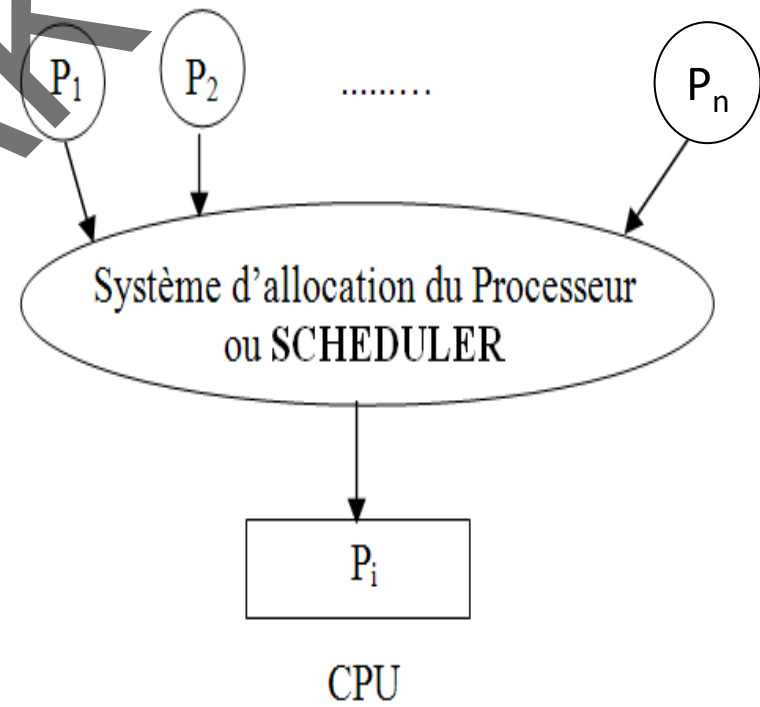 P₁ P₂ ......... Pₙ
Système d'allocation du Processeur
ou SCHEDULER
Pᵢ
CPU